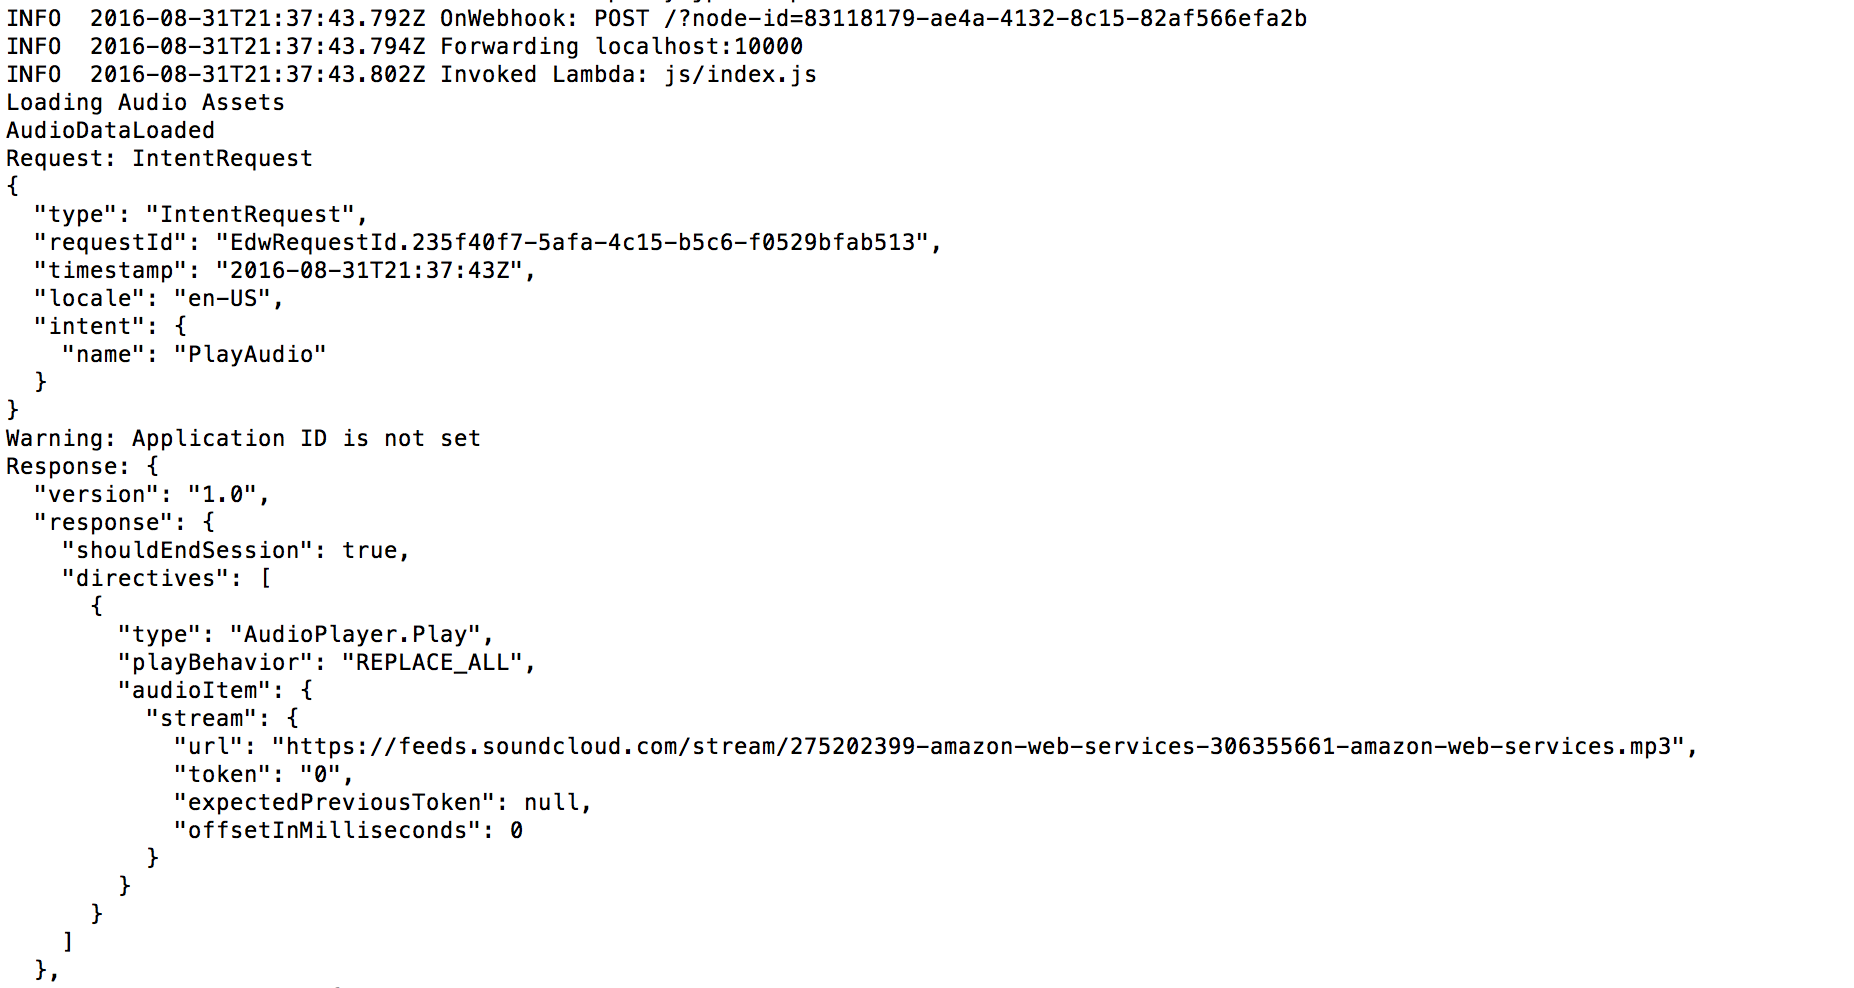 INFO  2016-08-31T21:37:43.792Z OnWebhook: POST /?node-id=83118179-ae4a-4132-8c15-82af566efa2b
INFO  2016-08-31T21:37:43.794Z Forwarding localhost:10000
INFO  2016-08-31T21:37:43.802Z Invoked Lambda: js/index.js
Loading Audio Assets
AudioDataLoaded
Request: IntentRequest
{
  "type": "IntentRequest",
  "requestId": "EdwRequestId.235f40f7-5afa-4c15-b5c6-f0529bfab513",
  "timestamp": "2016-08-31T21:37:43Z",
  "locale": "en-US",
  "intent": {
    "name": "PlayAudio"
  }
}
Warning: Application ID is not set
Response: {
  "version": "1.0",
  "response": {
    "shouldEndSession": true,
    "directives": [
      {
        "type": "AudioPlayer.Play",
        "playBehavior": "REPLACE_ALL",
        "audioItem": {
          "stream": {
            "url": "https://feeds.soundcloud.com/stream/275202399-amazon-web-services-306355661-amazon-web-services.mp3",
            "token": "0",
            "expectedPreviousToken": null,
            "offsetInMilliseconds": 0
          }
        }
      }
    ]
  },